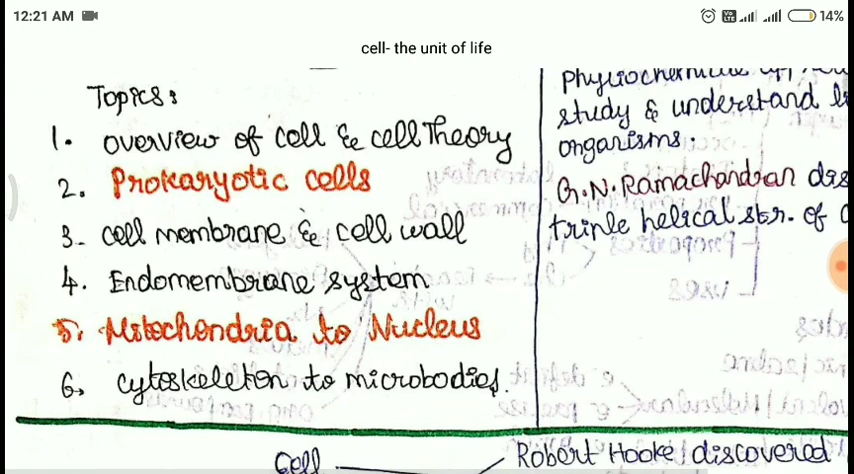 12:21 AM
14%
cell- the unit of life
Topics:
1. overview of cell & cell Theory
2. Prokaryotic cells
3- cell membrane & cell wall
4. Endomembrane system
5. Mitochondria to Nucleus
6. cytoskeleton to microbodies.
study & understand
organisms.
G.N. Ramachandran
triple helical str. of
Cell
Robert Hooke discovered